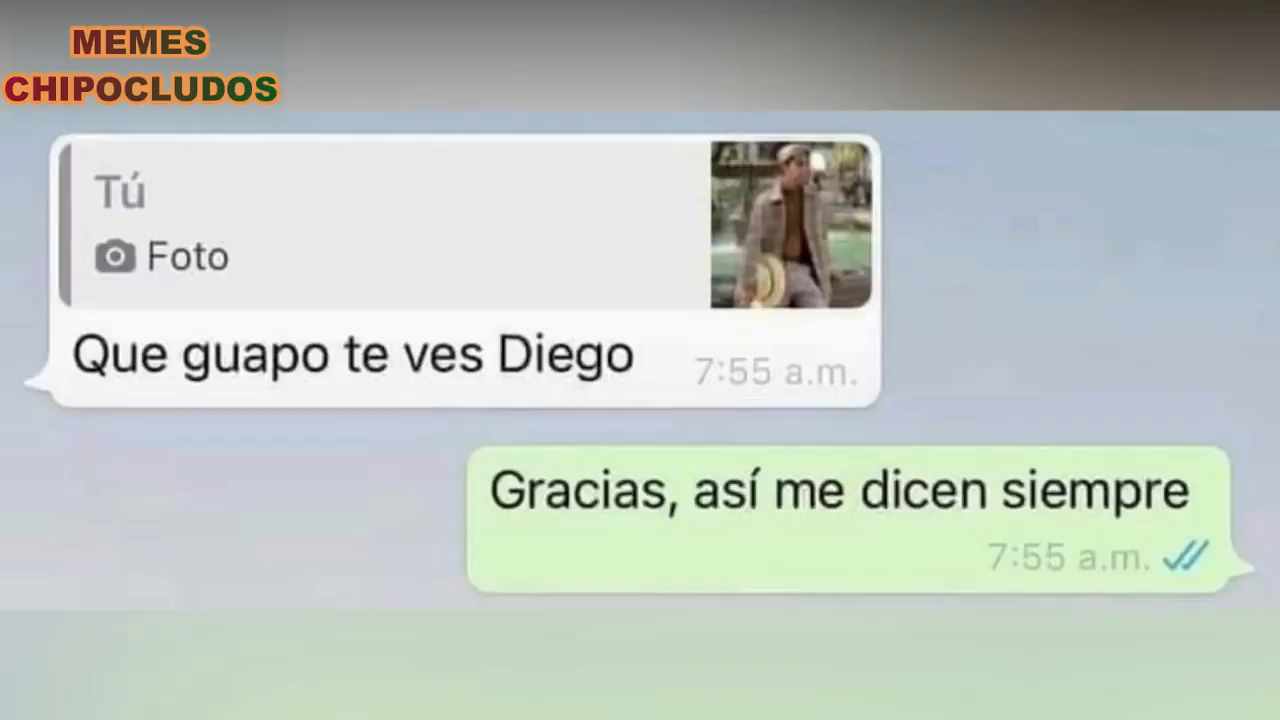 MEMES
CHIPOCLUDOS
Tú
Foto
Que guapo te ves Diego
7:55 a.m.
Gracias, así me dicen siempre
7:55 a.m.